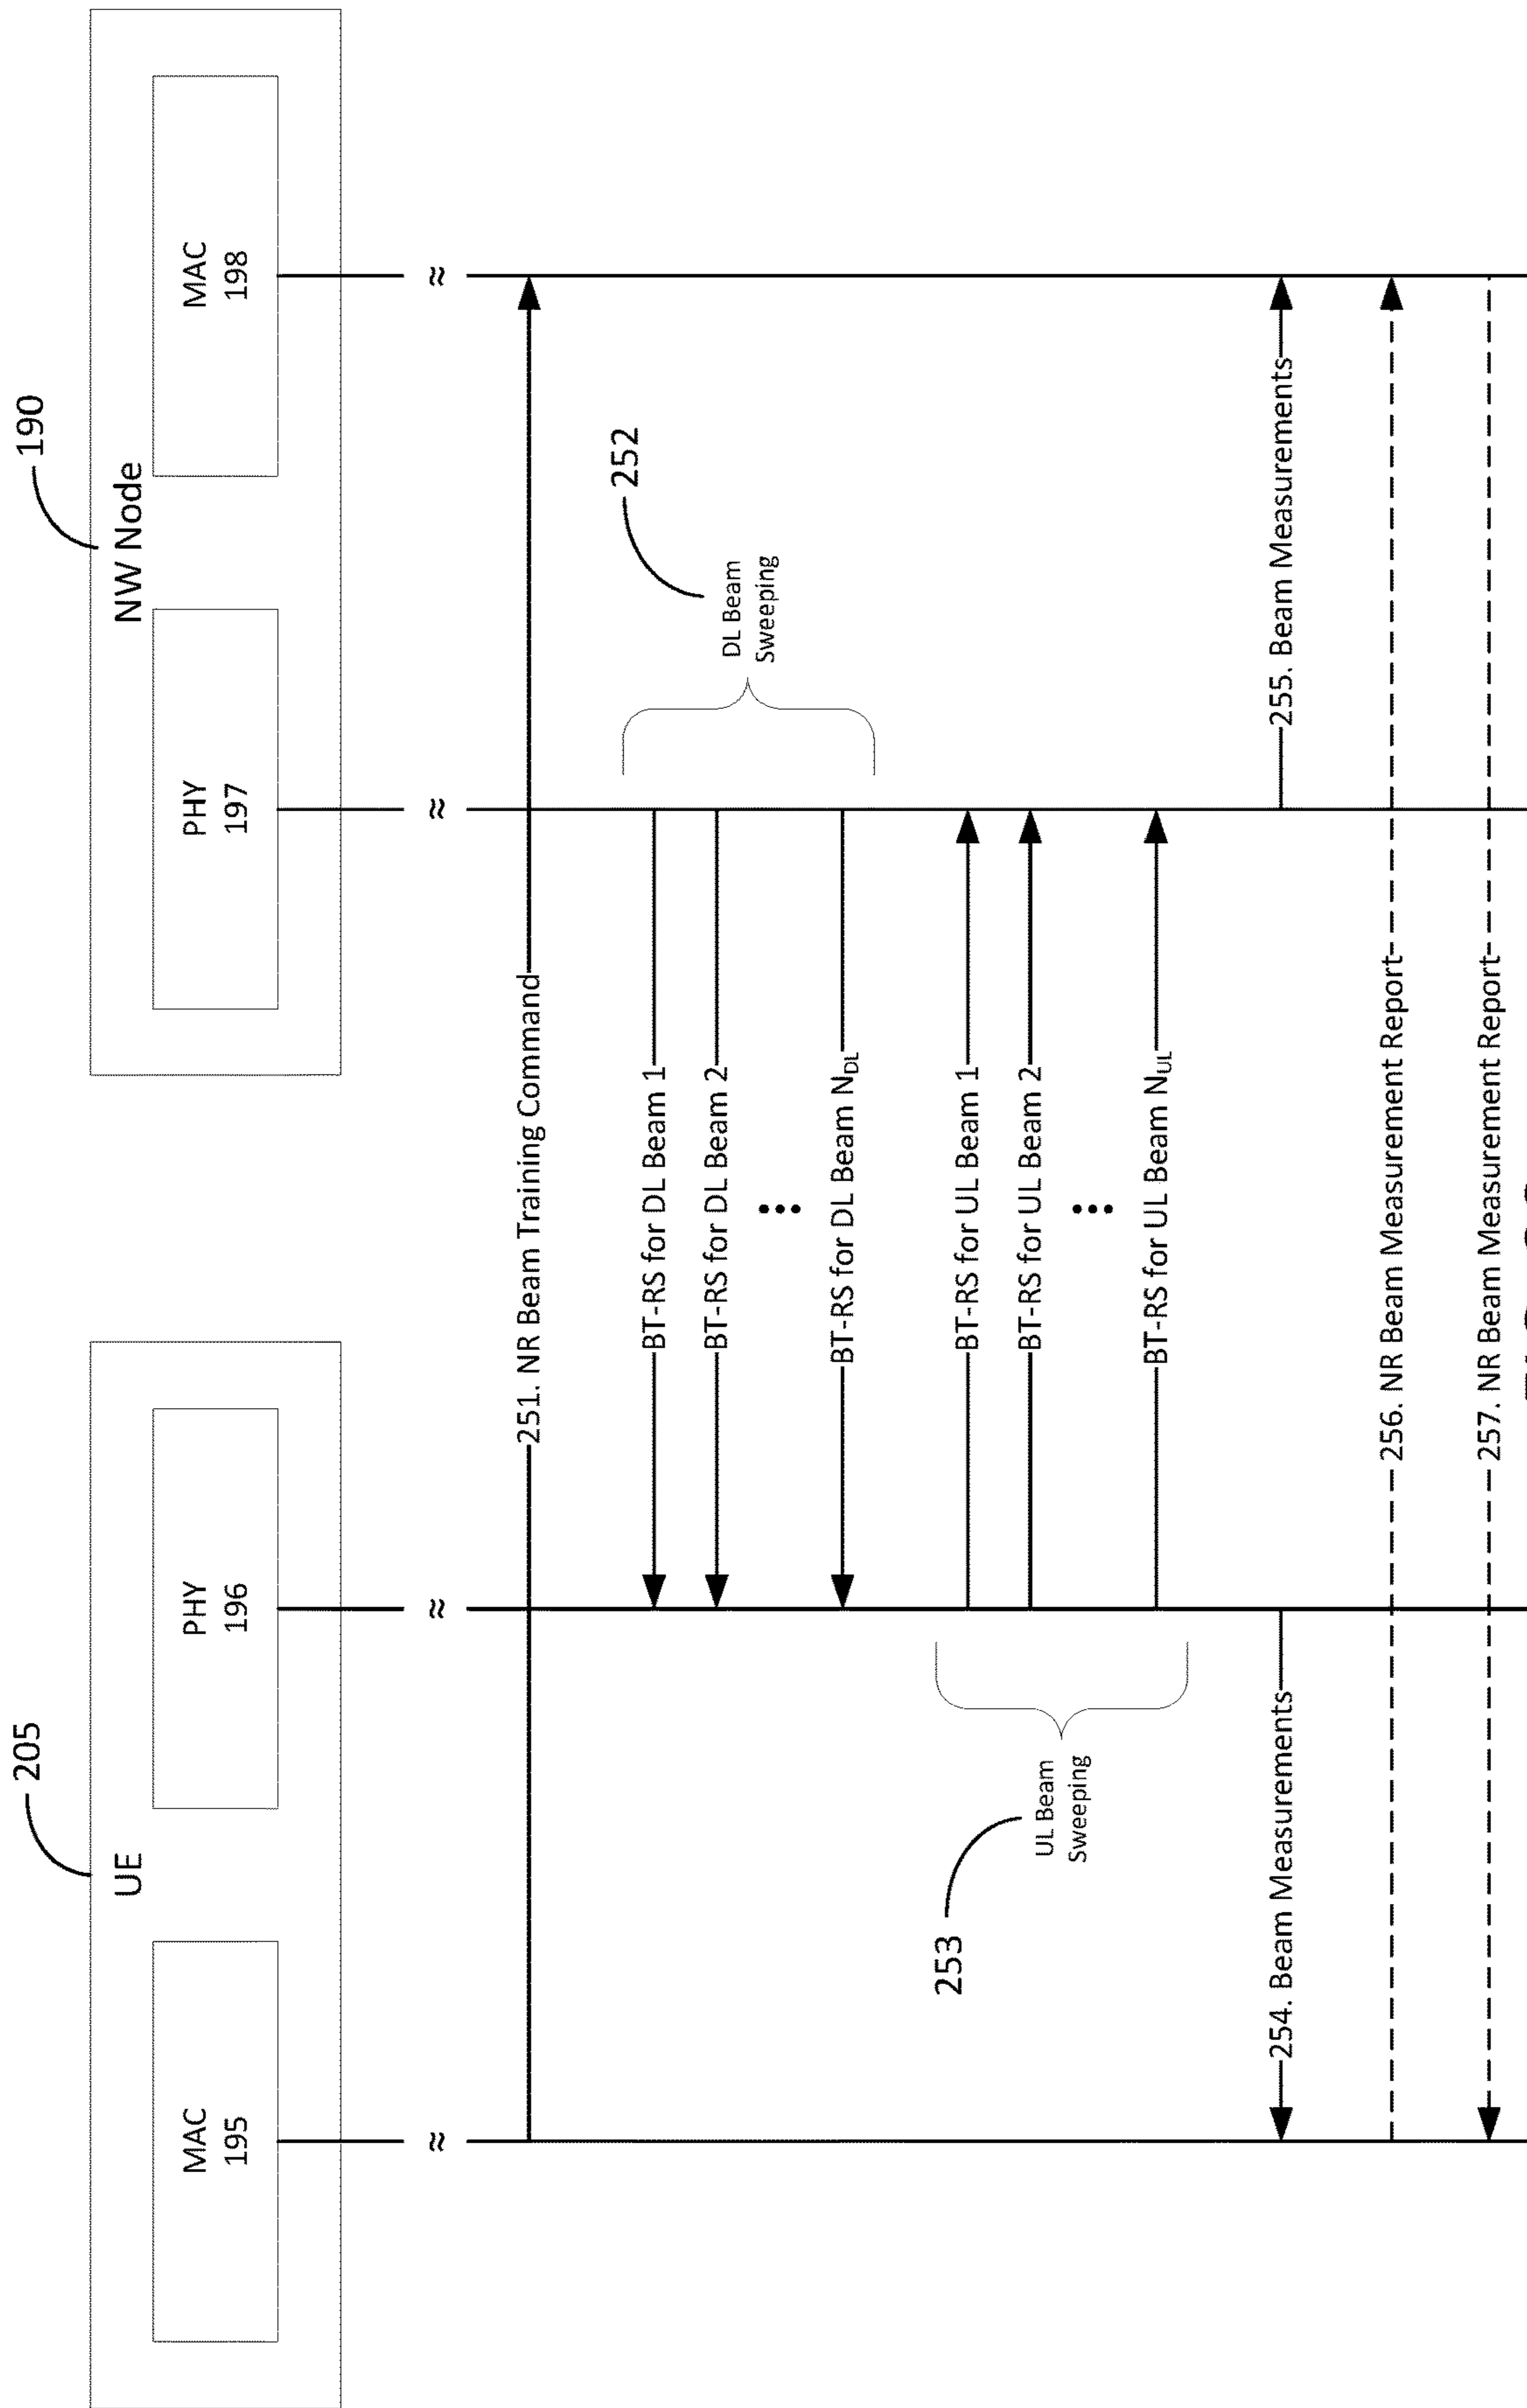 205
190
UE
NW Node
MAC
195
PHY
196
PHY
197
MAC
198
≈
≈
≈
≈
251. NR Beam Training Command
BT-RS for DL Beam 1
BT-RS for DL Beam 2
BT-RS for DL Beam NDL
DL Beam
Sweeping
252
BT-RS for UL Beam 1
BT-RS for UL Beam 2
BT-RS for UL Beam NUL
253
UL Beam
Sweeping
254. Beam Measurements
255. Beam Measurements
256. NR Beam Measurement Report
257. NR Beam Measurement Report